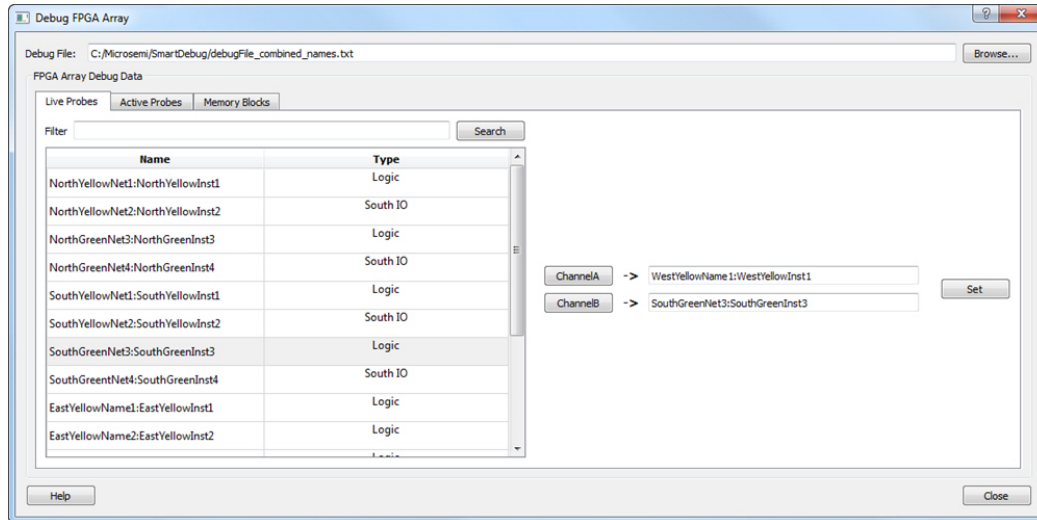 Debug FPGA Array
Debug File: C:/Microsemi/SmartDebug/debugFile_combined_names.txt Browse...
FPGA Array Debug Data
Live Probes Active Probes Memory Blocks
Filter Search
Name Type
NorthYellowNet1:NorthYellowInst1 Logic
NorthYellowNet2:NorthYellowInst2 South IO
NorthGreenNet3:NorthGreenInst3 Logic
NorthGreenNet4:NorthGreenInst4 South IO
SouthYellowNet1:SouthYellowInst1 Logic
SouthYellowNet2:SouthYellowInst2 South IO
SouthGreenNet3:SouthGreenInst3 Logic
SouthGreentNet4:SouthGreenInst4 South IO
EastYellowName1:EastYellowInst1 Logic
EastYellowName2:EastYellowInst2 Logic
ChannelA -> WestYellowName1:WestYellowInst1
ChannelB -> SouthGreenNet3:SouthGreenInst3
Set
Help Close